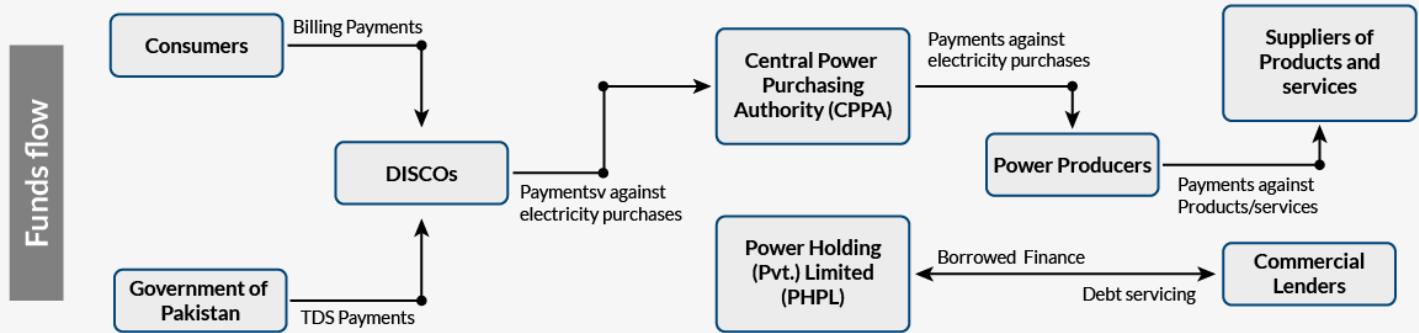 Funds flow
Consumers
Billing Payments
DISCOs
Government of
Pakistan
TDS Payments
Paymentsv against
electricity purchases
Central Power
Purchasing
Authority (CPPA)
Payments against
electricity purchases
Power Producers
Payments against
Products/services
Suppliers of
Products and
services
Power Holding
(Pvt.) Limited
(PHPL)
Borrowed Finance
Debt servicing
Commercial
Lenders